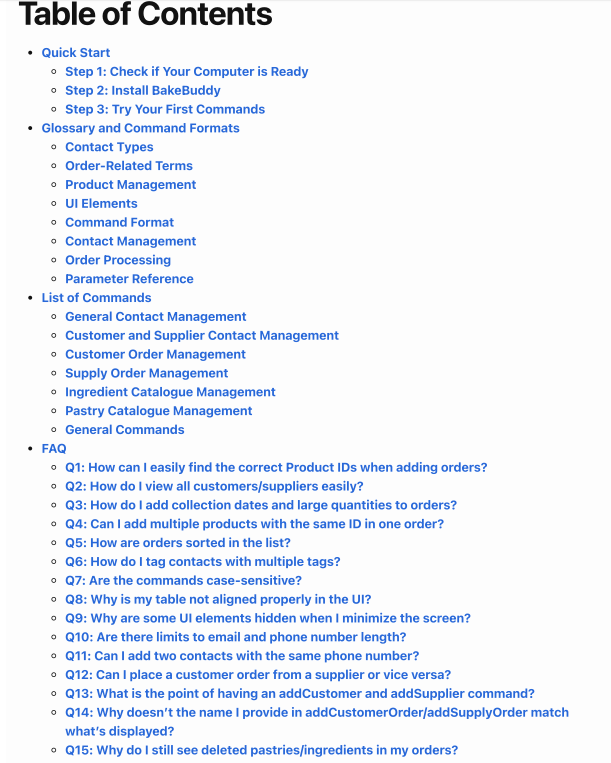 Table of Contents
Quick Start
Step 1: Check if Your Computer is Ready
Step 2: Install BakeBuddy
Step 3: Try Your First Commands
Glossary and Command Formats
Contact Types
Order-Related Terms
Product Management
UI Elements
Command Format
Contact Management
Order Processing
Parameter Reference
List of Commands
General Contact Management
Customer and Supplier Contact Management
Customer Order Management
Supply Order Management
Ingredient Catalogue Management
Pastry Catalogue Management
General Commands
FAQ
Q1: How can I easily find the correct Product IDs when adding orders?
Q2: How do I view all customers/suppliers easily?
Q3: How do I add collection dates and large quantities to orders?
Q4: Can I add multiple products with the same ID in one order?
Q5: How are orders sorted in the list?
Q6: How do I tag contacts with multiple tags?
Q7: Are the commands case-sensitive?
Q8: Why is my table not aligned properly in the UI?
Q9: Why are some UI elements hidden when I minimize the screen?
Q10: Are there limits to email and phone number length?
Q11: Can I add two contacts with the same phone number?
Q12: Can I place a customer order from a supplier or vice versa?
Q13: What is the point of having an addCustomer and addSupplier command?
Q14: Why doesn’t the name I provide in addCustomerOrder/addSupplyOrder match
what’s displayed?
Q15: Why do I still see deleted pastries/ingredients in my orders?